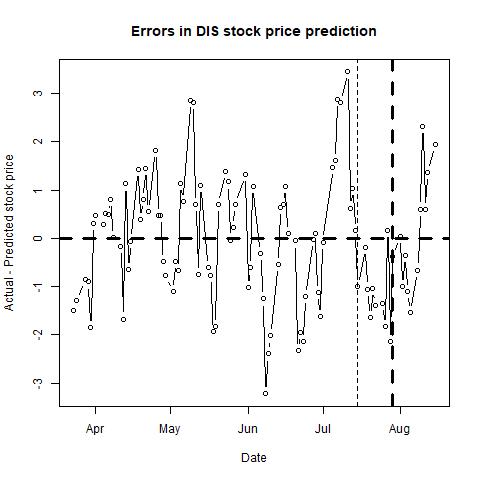 Errors in DIS stock price prediction
Actual - Predicted stock price
3
2
1
0
-1
-2
-3
Apr May Jun Jul Aug
Date